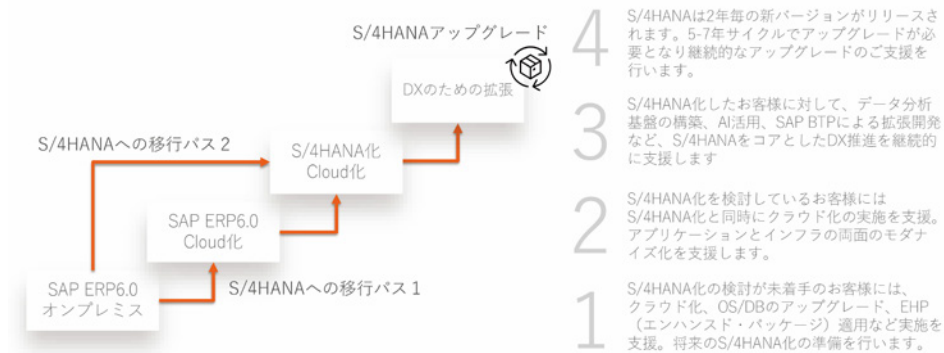 S/4HANAアップグレード
DXのための拡張
S/4HANAへの移行パス 2
S/4HANA化
Cloud化
SAP ERP6.0
Cloud化
S/4HANAへの移行パス 1
SAP ERP6.0
オンプレミス
4
S/4HANAは2年毎の新バージョンがリリースさ
れます。5-7年サイクルでアップグレードが必
要となり継続的なアップグレードのご支援を
行います。
3
S/4HANA化したお客様に対して、データ分析
基盤の構築、AI活用、SAP BTPによる拡張開発
など、S/4HANAをコアとしたDX推進を継続的
に支援します
2
S/4HANA化を検討しているお客様には
S/4HANA化と同時にクラウド化の実施を支援。
アプリケーションとインフラの両面のモダナ
イズ化を支援します。
1
S/4HANA化の検討が未着手のお客様には、
クラウド化、OS/DBのアップグレード、EHP
（エンハンスド・パッケージ）適用など実施を
支援。将来のS/4HANA化の準備を行います。